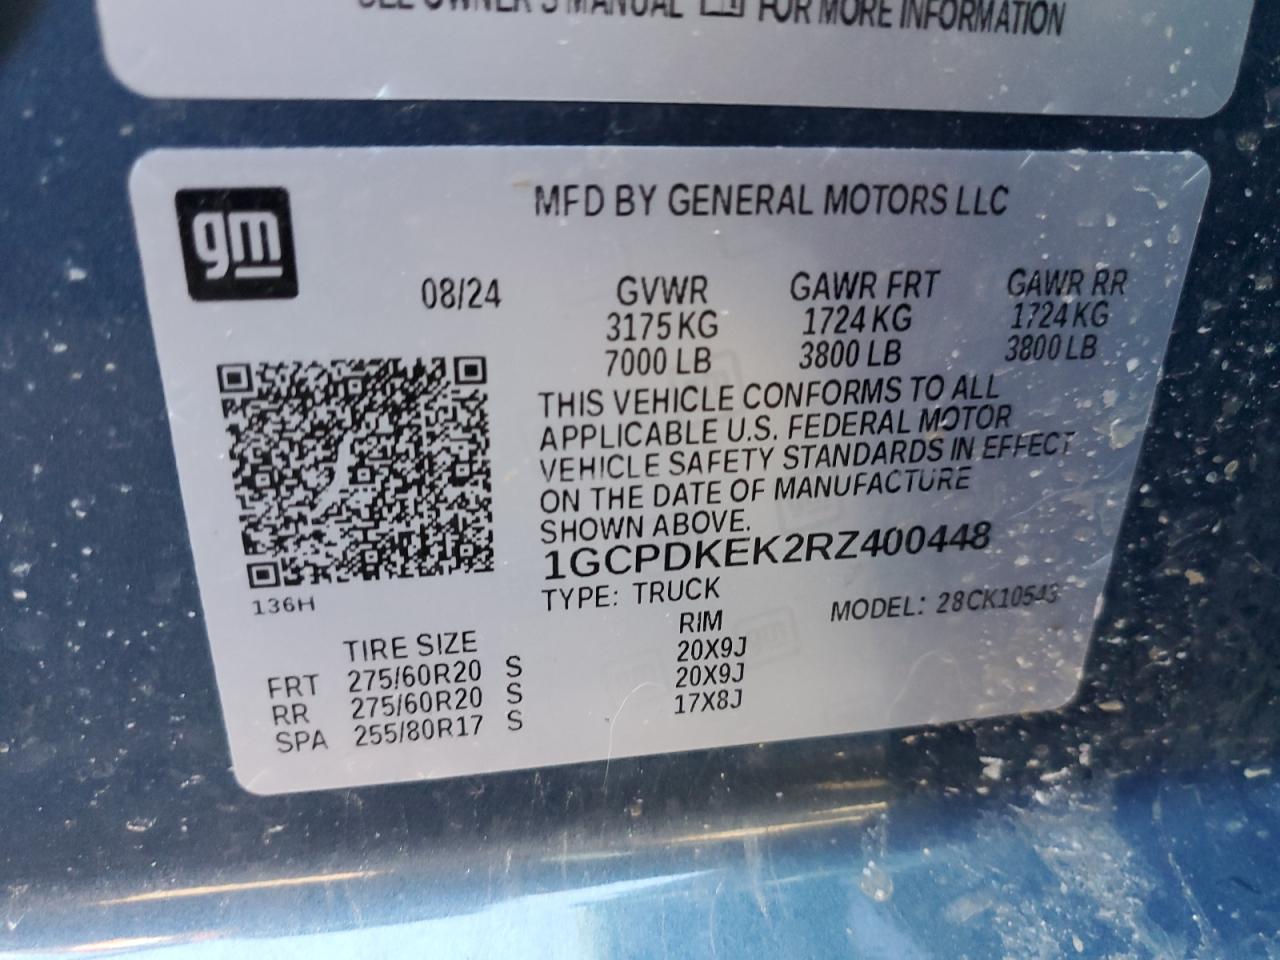 SEE OWNER'S MANUAL FOR MORE INFORMATION
gm
MFD BY GENERAL MOTORS LLC
08/24
GVWR GAWR FRT GAWR RR
3175 KG 1724 KG 1724 KG
7000 LB 3800 LB 3800 LB
THIS VEHICLE CONFORMS TO ALL
APPLICABLE U.S. FEDERAL MOTOR
VEHICLE SAFETY STANDARDS IN EFFECT
ON THE DATE OF MANUFACTURE
SHOWN ABOVE.
1GCPDKEK2RZ400448
TYPE: TRUCK MODEL: 28CK10543
136H
TIRE SIZE RIM
FRT 275/60R20 S 20X9J
RR 275/60R20 S 20X9J
SPA 255/80R17 S 17X8J